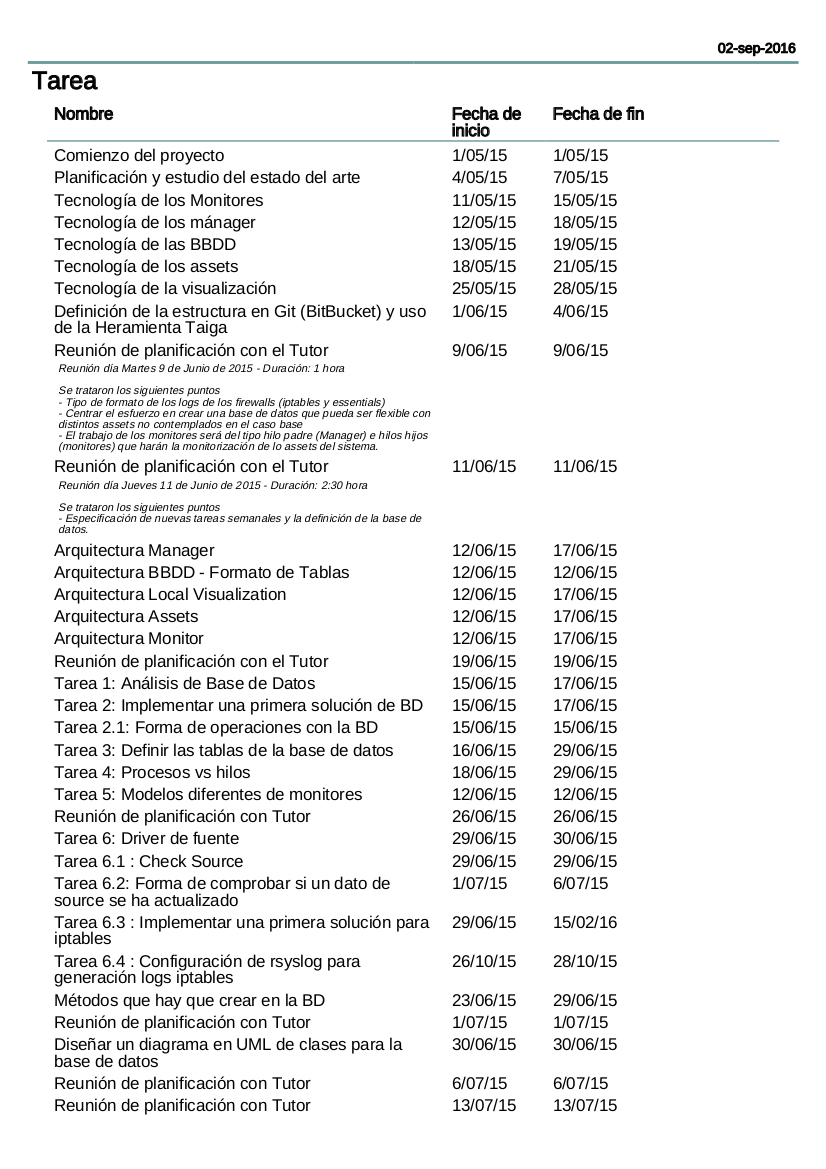 02-sep-2016
Tarea
Nombre Fecha de inicio Fecha de fin
Comienzo del proyecto 1/05/15 1/05/15
Planificación y estudio del estado del arte 4/05/15 7/05/15
Tecnología de los Monitores 11/05/15 15/05/15
Tecnología de los mánager 12/05/15 18/05/15
Tecnología de las BBDD 13/05/15 19/05/15
Tecnología de los assets 18/05/15 21/05/15
Tecnología de la visualización 25/05/15 28/05/15
Definición de la estructura en Git (BitBucket) y uso 1/06/15 4/06/15
de la Heramienta Taiga
Reunión de planificación con el Tutor 9/06/15 9/06/15
Reunión día Martes 9 de Junio de 2015 - Duración: 1 hora
Se trataron los siguientes puntos
- Tipo de formato de los logs de los firewalls (iptables y essentials)
- Centrar el esfuerzo en crear una base de datos que pueda ser flexible con
distintos assets no contemplados en el caso base
- El trabajo de los monitores será del tipo hilo padre (Manager) e hilos hijos
(monitores) que harán la monitorización de lo assets del sistema.
Reunión de planificación con el Tutor 11/06/15 11/06/15
Reunión día Jueves 11 de Junio de 2015 - Duración: 2:30 hora
Se trataron los siguientes puntos
- Especificación de nuevas tareas semanales y la definición de la base de
datos.
Arquitectura Manager 12/06/15 17/06/15
Arquitectura BBDD - Formato de Tablas 12/06/15 12/06/15
Arquitectura Local Visualization 12/06/15 17/06/15
Arquitectura Assets 12/06/15 17/06/15
Arquitectura Monitor 12/06/15 17/06/15
Reunión de planificación con el Tutor 19/06/15 19/06/15
Tarea 1: Análisis de Base de Datos 15/06/15 17/06/15
Tarea 2: Implementar una primera solución de BD 15/06/15 17/06/15
Tarea 2.1: Forma de operaciones con la BD 15/06/15 15/06/15
Tarea 3: Definir las tablas de la base de datos 16/06/15 29/06/15
Tarea 4: Procesos vs hilos 18/06/15 29/06/15
Tarea 5: Modelos diferentes de monitores 12/06/15 12/06/15
Reunión de planificación con Tutor 26/06/15 26/06/15
Tarea 6: Driver de fuente 29/06/15 30/06/15
Tarea 6.1 : Check Source 29/06/15 29/06/15
Tarea 6.2: Forma de comprobar si un dato de 1/07/15 6/07/15
source se ha actualizado
Tarea 6.3 : Implementar una primera solución para 29/06/15 15/02/16
iptables
Tarea 6.4 : Configuración de rsyslog para 26/10/15 28/10/15
generación logs iptables
Métodos que hay que crear en la BD 23/06/15 29/06/15
Reunión de planificación con Tutor 1/07/15 1/07/15
Diseñar un diagrama en UML de clases para la 30/06/15 30/06/15
base de datos
Reunión de planificación con Tutor 6/07/15 6/07/15
Reunión de planificación con Tutor 13/07/15 13/07/15